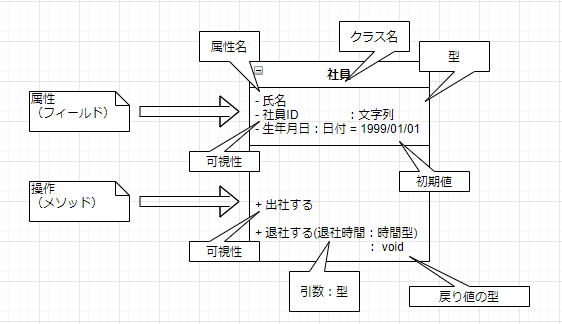 属性名
クラス名
型
社員
属性
（フィールド）
- 氏名
- 社員ID　　　　：文字列
- 生年月日：日付 = 1999/01/01
可視性
初期値
操作
（メソッド）
+ 出社する
+ 退社する(退社時間：時間型)
： void
可視性
引数：型
戻り値の型